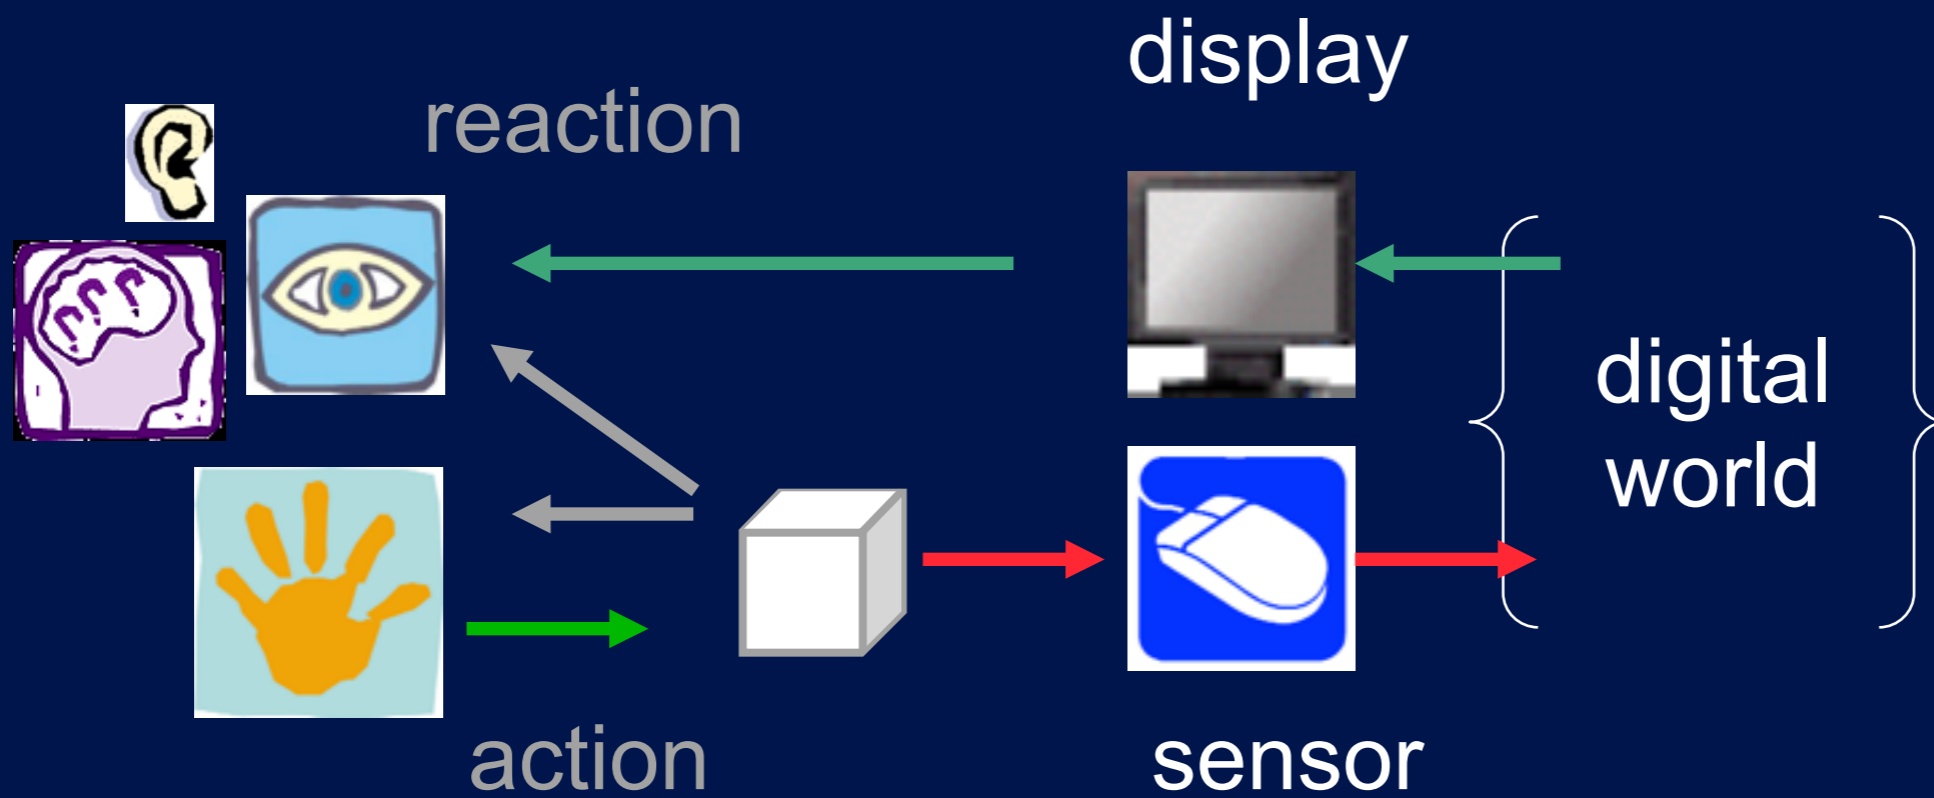 display
reaction
digital
world
action
sensor